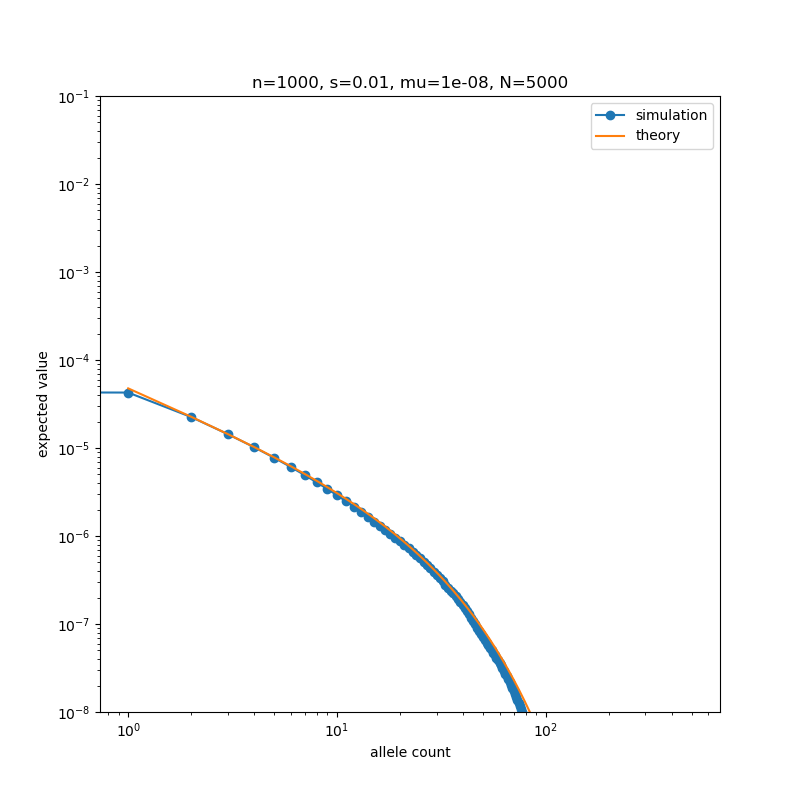 n=1000, s=0.01, mu=1e-08, N=5000
simulation
theory
10⁻¹
10⁻²
10⁻³
10⁻⁴
10⁻⁵
10⁻⁶
10⁻⁷
10⁻⁸
expected value
10⁰ 10¹ 10²
allele count